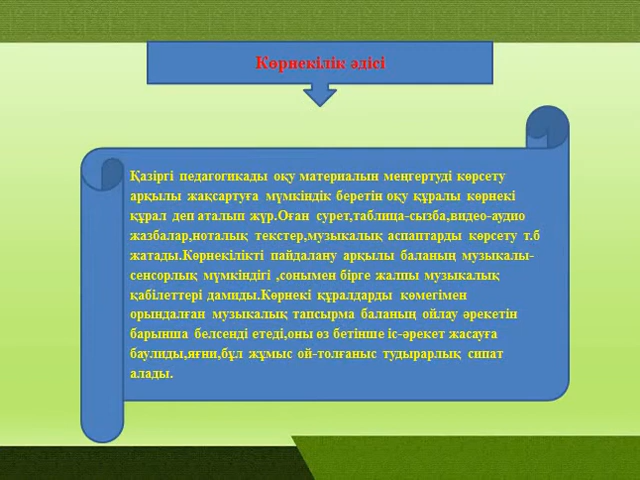 Көрнекілік әдісі
Қазіргі педагогикады оқу материалын меңгертуді көрсету
арқылы жақсартуға мүмкіндік беретін оқу құралы көрнекі
құрал деп аталып жүр.Оған сурет,таблица-сызба,видео-аудио
жазбалар,ноталық текстер,музыкалық аспаптарды көрсету т.б
жатады.Көрнекілікті пайдалану арқылы баланың музыкалы-
сенсорлық мүмкіндігі ,сонымен бірге жалпы музыкалық
қабілеттері дамиды.Көрнекі құралдарды көмегімен
орындалған музыкалық тапсырма баланың ойлау әрекетін
барынша белсенді етеді,оны өз бетінше іс-әрекет жасауға
баулиды,яғни,бұл жұмыс ой-толғаныс тудырарлық сипат
алады.